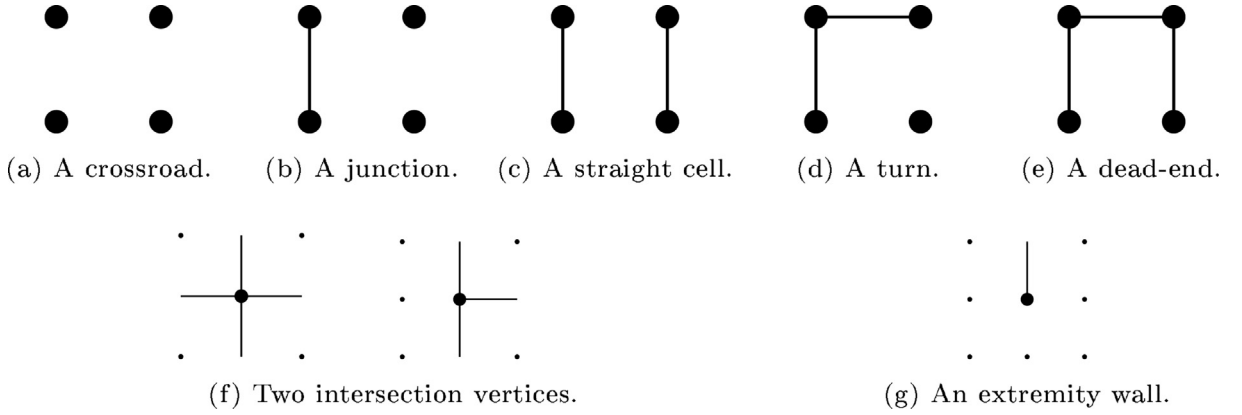 (a) A crossroad. (b) A junction. (c) A straight cell. (d) A turn. (e) A dead-end.
(f) Two intersection vertices. (g) An extremity wall.